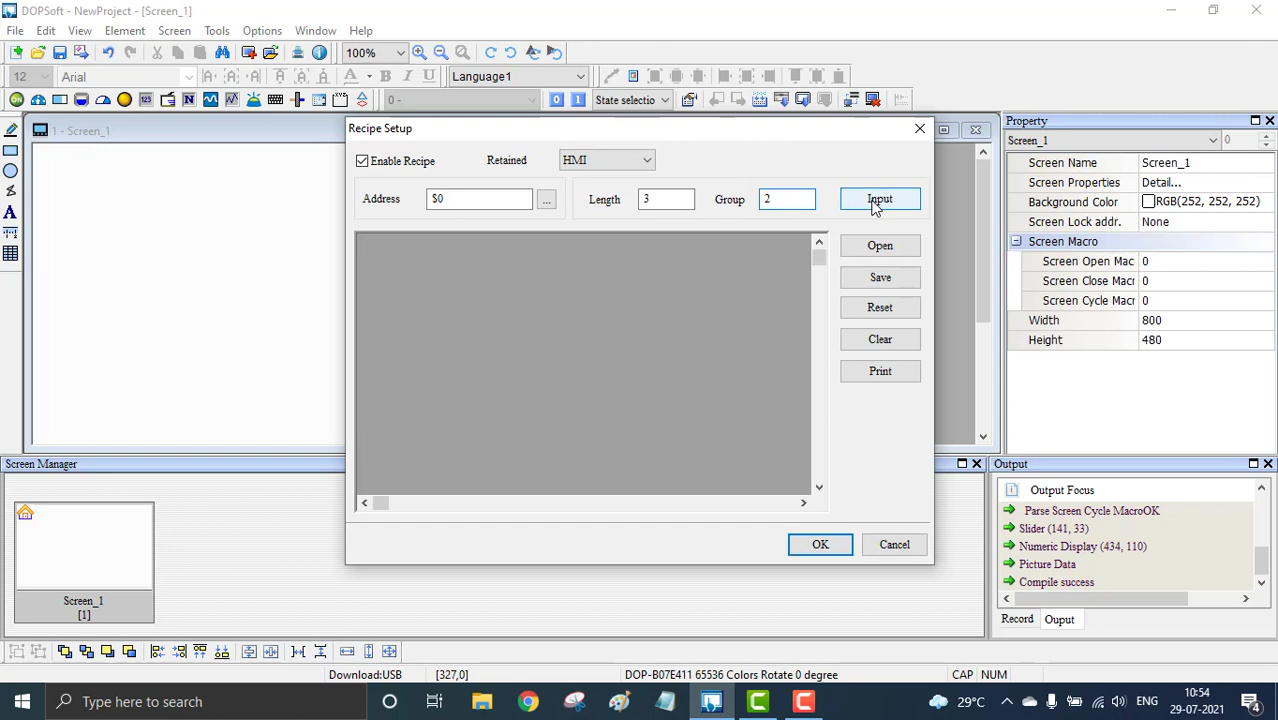 DOPSoft - NewProject - [Screen_1]
File Edit View Element Screen Tools Options Window Help
100%
12 Arial Language1
0 - State selectio
1 - Screen_1
Recipe Setup
Enable Recipe Retained HMI
Address $0 ... Length 3 Group 2 Input
Open
Save
Reset
Clear
Print
OK Cancel
Property
Screen_1 0
Screen Name Screen_1
Screen Properties Detail...
Background Color RGB(252, 252, 252)
Screen Lock addr. None
Screen Macro
Screen Open Mac 0
Screen Close Macr 0
Screen Cycle Macr 0
Width 800
Height 480
Screen Manager
Screen_1
[1]
Output
Output Focus
Parse Screen Cycle MacroOK
Slider (141, 33)
Numeric Display (434, 110)
Picture Data
Compile success
Record Ouput
Download:USB [327,0] DOP-B07E411 65536 Colors Rotate 0 degree CAP NUM
Type here to search
29°C ENG 10:54
29-07-2021 4